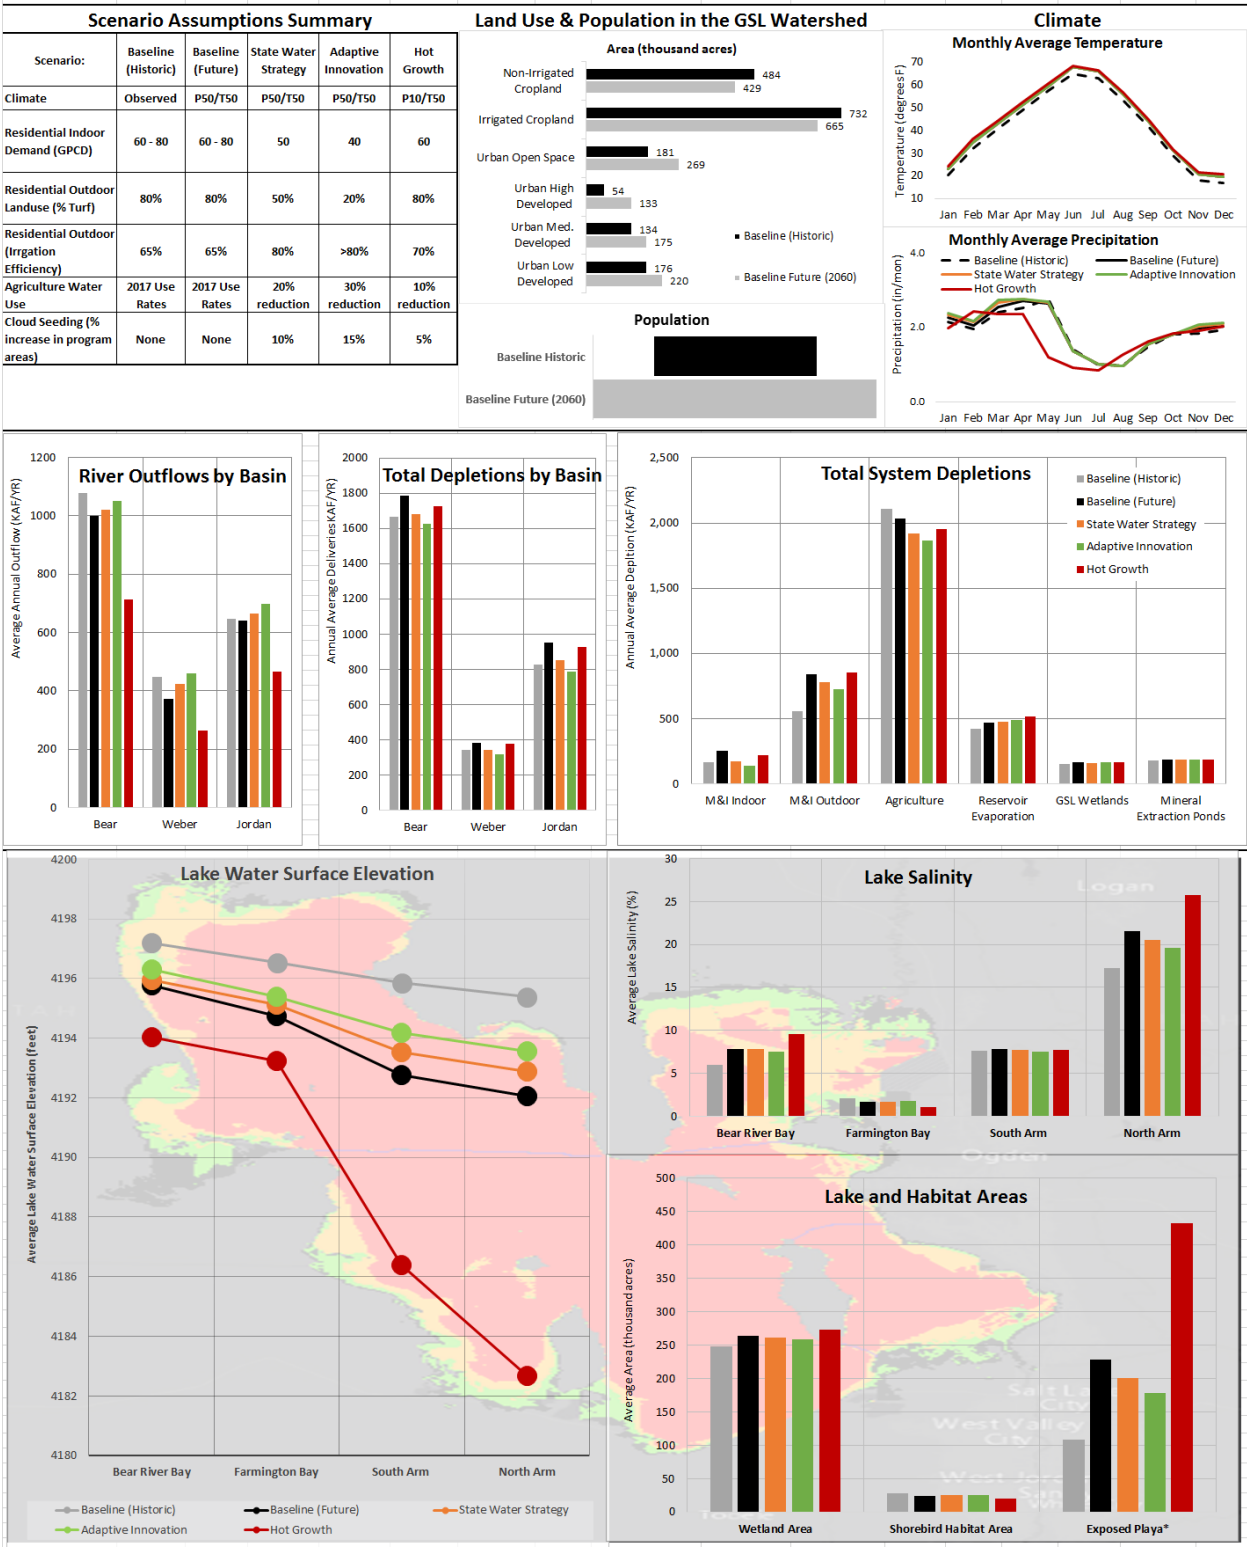 Scenario Assumptions Summary
Scenario:
Baseline (Historic)
Baseline (Future)
State Water Strategy
Adaptive Innovation
Hot Growth
Climate
Observed
P50/T50
P50/T50
P50/T50
P10/T50
Residential Indoor
Demand (GPCD)
60 - 80
60 - 80
50
40
60
Residential Outdoor
Landuse (% Turf)
80%
80%
50%
20%
80%
Residential Outdoor
(Irrgation
Efficiency)
65%
65%
80%
>80%
70%
Agriculture Water
Use
2017 Use Rates
2017 Use Rates
20% reduction
30% reduction
10% reduction
Cloud Seeding (%
increase in program
areas)
None
None
10%
15%
5%
Land Use & Population in the GSL Watershed
Area (thousand acres)
Non-Irrigated
Cropland
484
429
Irrigated Cropland
732
665
Urban Open Space
181
269
Urban High
Developed
54
133
Urban Med.
Developed
134
175
Urban Low
Developed
176
220
Baseline (Historic)
Baseline Future (2060)
Population
Baseline Historic
Baseline Future (2060)
Climate
Monthly Average Temperature
Temperature (degrees F)
70
60
50
40
30
20
10
Jan Feb Mar Apr May Jun Jul Aug Sep Oct Nov Dec
Monthly Average Precipitation
Baseline (Historic)
Baseline (Future)
State Water Strategy
Adaptive Innovation
Hot Growth
Precipitation (in/mon)
4.0
2.0
0.0
Jan Feb Mar Apr May Jun Jul Aug Sep Oct Nov Dec
River Outflows by Basin
Average Annual Outflow (KAF/YR)
1200
1000
800
600
400
200
0
Bear
Weber
Jordan
Total Depletions by Basin
Annual Average Deliveries KAF/YR)
2000
1800
1600
1400
1200
1000
800
600
400
200
0
Bear
Weber
Jordan
Total System Depletions
Annual Average Depltion (KAF/YR)
2,500
2,000
1,500
1,000
500
0
Baseline (Historic)
Baseline (Future)
State Water Strategy
Adaptive Innovation
Hot Growth
M&I Indoor
M&I Outdoor
Agriculture
Reservoir
Evaporation
GSL Wetlands
Mineral
Extraction Ponds
Lake Water Surface Elevation
Average Lake Water Surface Elevation (feet)
4200
4198
4196
4194
4192
4190
4188
4186
4184
4182
4180
Bear River Bay
Farmington Bay
South Arm
North Arm
Baseline (Historic)
Baseline (Future)
State Water Strategy
Adaptive Innovation
Hot Growth
Lake Salinity
Logan
Average Lake Salinity (%)
30
25
20
15
10
5
0
Bear River Bay
Farmington Bay
South Arm
North Arm
Ogden
Lake and Habitat Areas
Average Area (thousand acres)
500
450
400
350
300
250
200
150
100
50
0
Salt Lake
City
West Valley
City
Wetland Area
Shorebird Habitat Area
Exposed Playa*